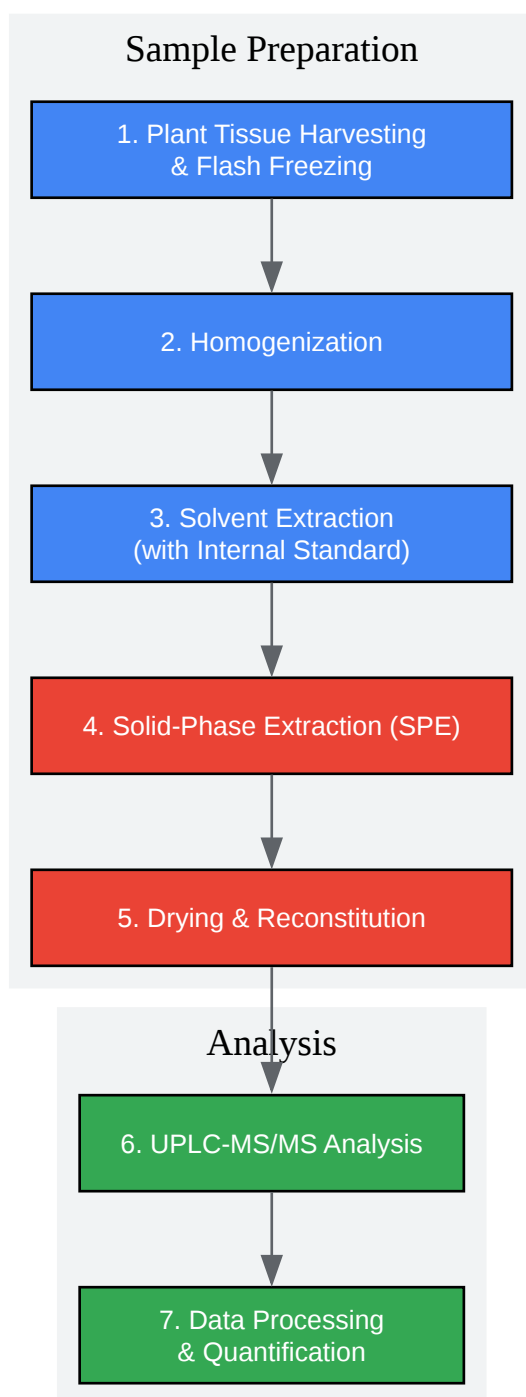 Sample Preparation
1. Plant Tissue Harvesting
& Flash Freezing
2. Homogenization
3. Solvent Extraction
(with Internal Standard)
4. Solid-Phase Extraction (SPE)
5. Drying & Reconstitution
Analysis
6. UPLC-MS/MS Analysis
7. Data Processing
& Quantification